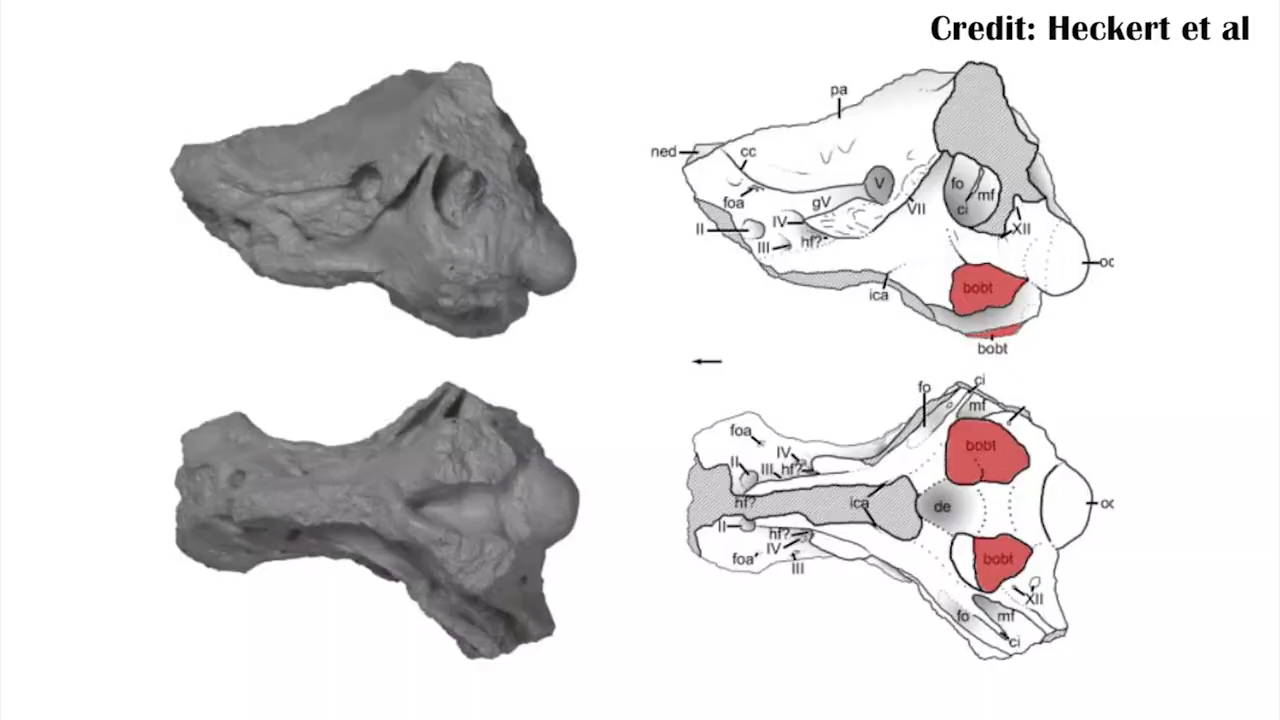 Credit: Heckert et al
pa
ned
cc
V
fo
mf
ci
foa
gV
VII
II
IV
III
hf?
XII
oc
bobt
ica
bobt
ci
fo
mf
foa
IV
II
III
hf?
bobt
hf?
ica
de
oc
II
hf?
IV
foa
III
bobt
XII
fo
mf
ci